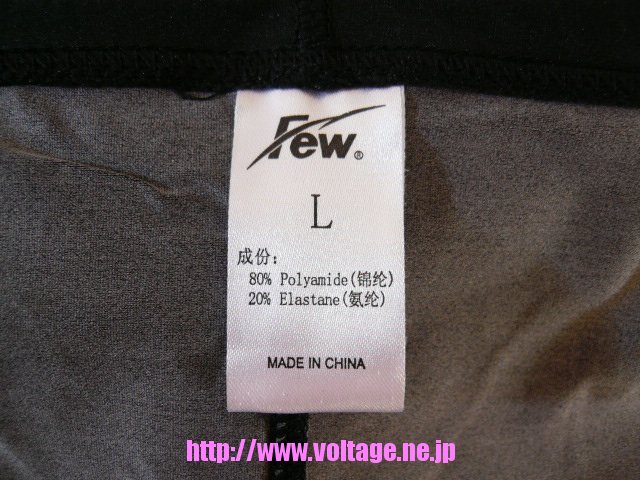 Few®
L
成份:
80% Polyamide(锦纶)
20% Elastane(氨纶)
MADE IN CHINA
http://www.voltage.ne.jp